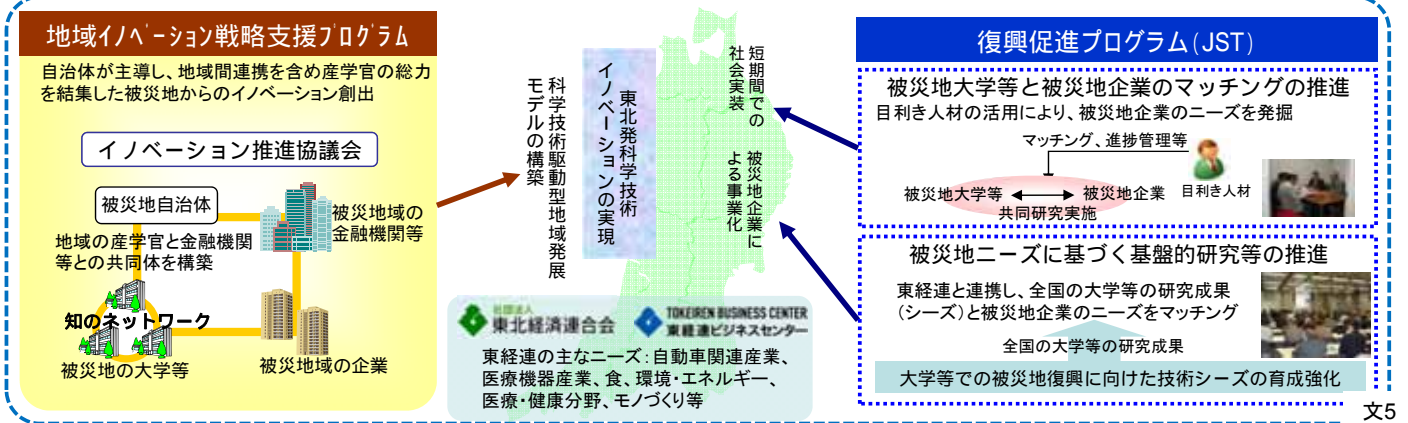 地域イノベーション戦略支援プログラム
自治体が主導し、地域間連携を含め産学官の総力
を結集した被災地からのイノベーション創出
イノベーション推進協議会
被災地自治体
被災地域の
金融機関等
地域の産学官と金融機関
等との共同体を構築
知のネットワーク
被災地の大学等
被災地域の企業
科学技術駆動型地域発展
モデルの構築
東北発科学技術
イノベーションの実現
短期間での
社会実装
被災地企業に
よる事業化
社団法人
東北経済連合会
TOKEIREN BUSINESS CENTER
東経連ビジネスセンター
東経連の主なニーズ:自動車関連産業、
医療機器産業、食、環境・エネルギー、
医療・健康分野、モノづくり等
復興促進プログラム(JST)
被災地大学等と被災地企業のマッチングの推進
目利き人材の活用により、被災地企業のニーズを発掘
マッチング、進捗管理等
被災地大学等
被災地企業
目利き人材
共同研究実施
被災地ニーズに基づく基盤的研究等の推進
東経連と連携し、全国の大学等の研究成果
(シーズ)と被災地企業のニーズをマッチング
全国の大学等の研究成果
大学等での被災地復興に向けた技術シーズの育成強化
文5